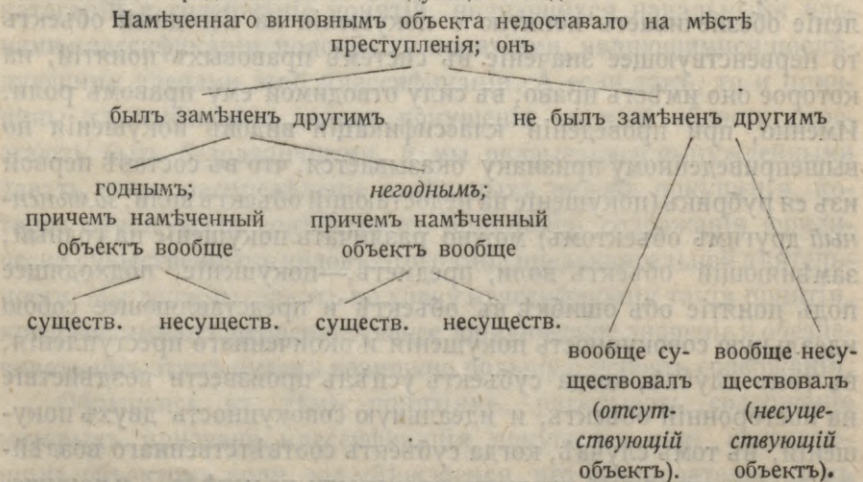 Намѣченнаго виновнымъ объекта недоставало на мѣстѣ
преступленія; онъ
былъ замѣненъ другимъ не былъ замѣненъ другимъ
годнымъ; негоднымъ;
причемъ намѣченный причемъ намѣченный
объектъ вообще объектъ вообще
существ. несуществ. существ. несуществ.
вообще су- вообще несу-
ществовалъ ществовалъ
(отсут- (несуще-
ствующій ствующій
объектъ). объектъ).